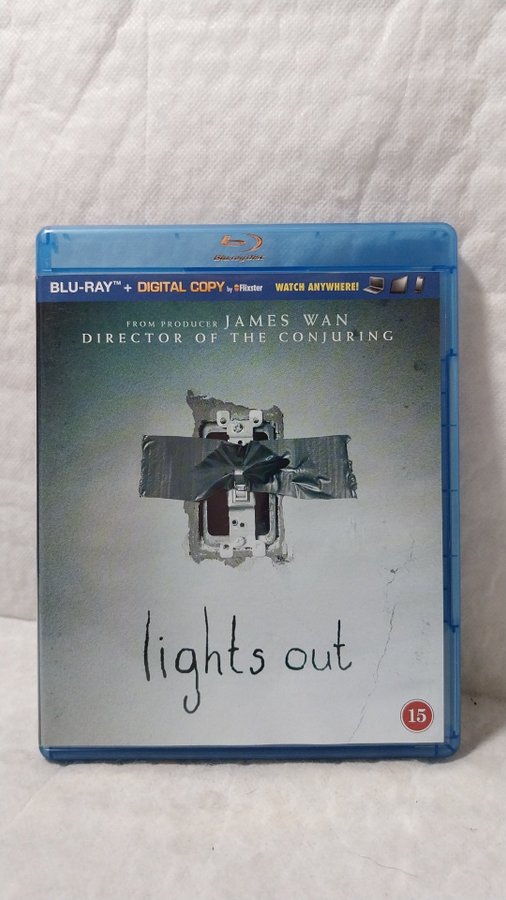 Blu-ray Disc
BLU-RAY™ + DIGITAL COPY by Flixster WATCH ANYWHERE!
FROM PRODUCER JAMES WAN
DIRECTOR OF THE CONJURING
lights out
15